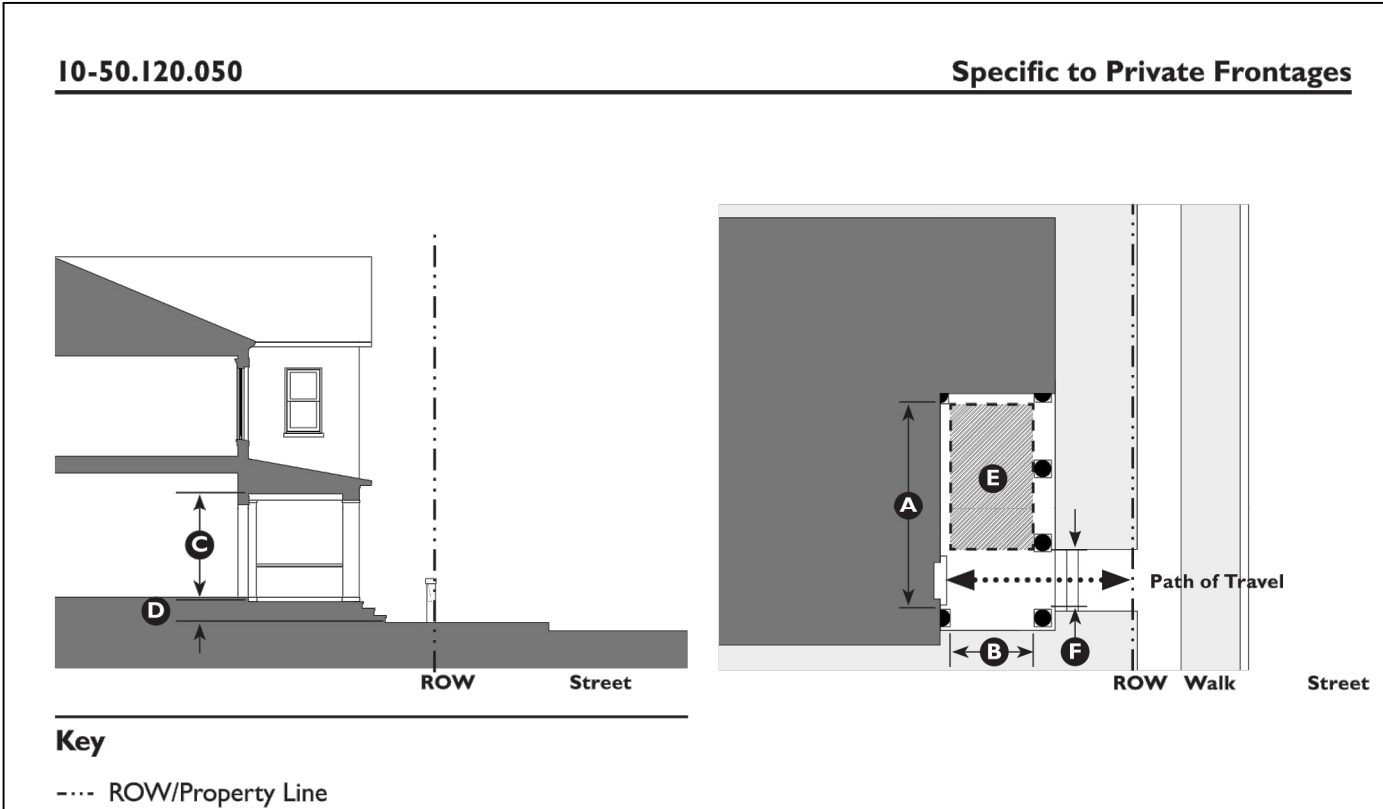 10-50.120.050 Specific to Private Frontages
C
D
ROW Street
A
E
Path of Travel
B
F
ROW Walk Street
Key
ROW/Property Line